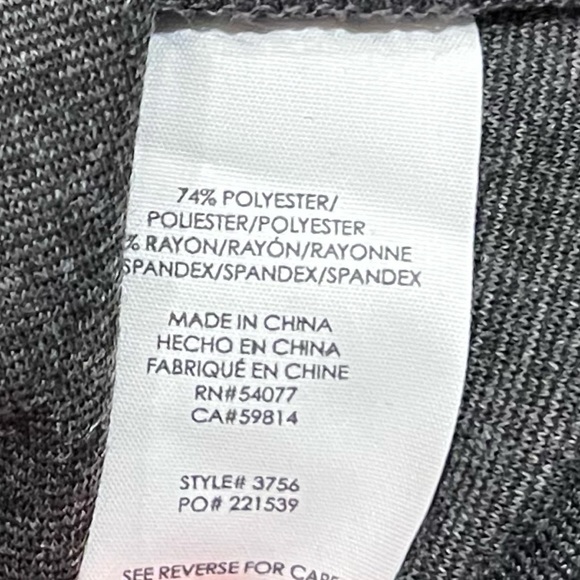 74% POLYESTER/
POLIESTER/POLYESTER
% RAYON/RAYÓN/RAYONNE
SPANDEX/SPANDEX/SPANDEX
MADE IN CHINA
HECHO EN CHINA
FABRIQUÉ EN CHINE
RN#54077
CA#59814
STYLE# 3756
PO# 221539
SEE REVERSE FOR CARE